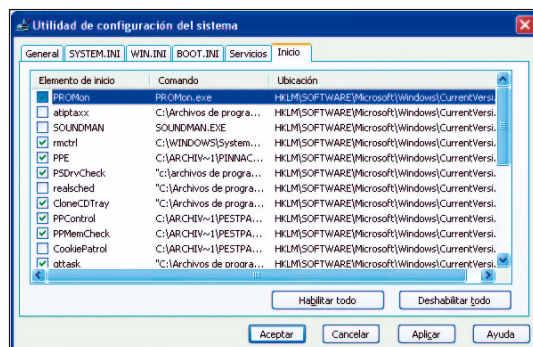 Utilidad de configuración del sistema
General SYSTEM.INI WIN.INI BOOT.INI Servicios Inicio
Elemento de inicio Comando Ubicación
PROMon PROMon.exe HKLM\SOFTWARE\Microsoft\Windows\CurrentVersi...
atiptaxx C:\Archivos de progra... HKLM\SOFTWARE\Microsoft\Windows\CurrentVersi...
SOUNDMAN SOUNDMAN.EXE HKLM\SOFTWARE\Microsoft\Windows\CurrentVersi...
rmctrl C:\WINDOWS\System... HKLM\SOFTWARE\Microsoft\Windows\CurrentVersi...
PPE C:\ARCHIV~1\PINNAC... HKLM\SOFTWARE\Microsoft\Windows\CurrentVersi...
PSDrvCheck "c:\archivos de progra... HKLM\SOFTWARE\Microsoft\Windows\CurrentVersi...
realsched "C:\Archivos de progra... HKLM\SOFTWARE\Microsoft\Windows\CurrentVersi...
CloneCDTray "C:\Archivos de progra... HKLM\SOFTWARE\Microsoft\Windows\CurrentVersi...
PPControl C:\ARCHIV~1\PESTPA... HKLM\SOFTWARE\Microsoft\Windows\CurrentVersi...
PPMemCheck C:\ARCHIV~1\PESTPA... HKLM\SOFTWARE\Microsoft\Windows\CurrentVersi...
CookiePatrol C:\ARCHIV~1\PESTPA... HKLM\SOFTWARE\Microsoft\Windows\CurrentVersi...
qttask "C:\Archivos de progra... HKLM\SOFTWARE\Microsoft\Windows\CurrentVersi...
Habilitar todo Deshabilitar todo
Aceptar Cancelar Aplicar Ayuda